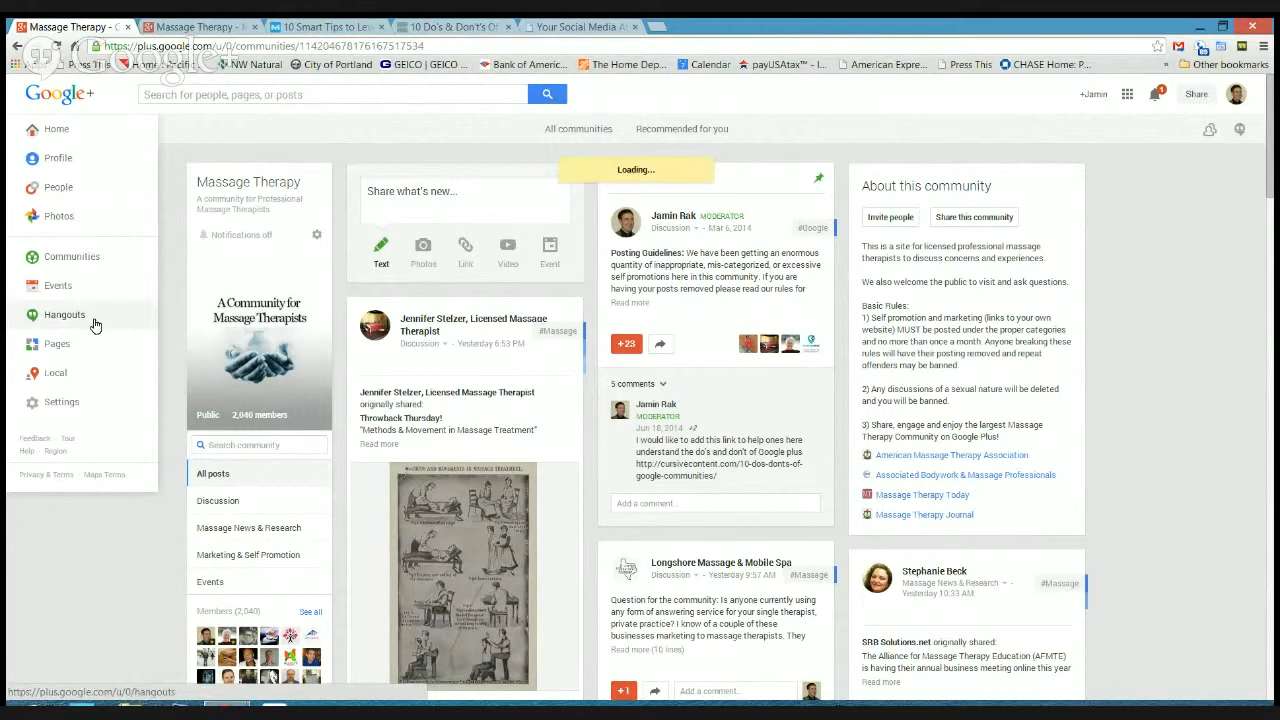 Massage Therapy - C
Massage Therapy - N
10 Smart Tips to Lev
10 Do's & Dont's Of
Your Social Media A
https://plus.google.com/u/0/communities/114204678176167517534
Press Th
NW Natural
City of Portland
GEICO | GEICO ...
Bank of Americ...
The Home Dep...
Calendar
payUSAtax™ - I...
American Expre...
Press This
CHASE Home: P...
»
Other bookmarks
Google+
Search for people, pages, or posts
+Jamin
1
Share
Home
Profile
People
Photos
Communities
Events
Hangouts
Pages
Local
Settings
Feedback · Tour
Help · Region
Privacy & Terms · Maps Terms
All communities
Recommended for you
Loading...
Massage Therapy
A community for Professional
Massage Therapists
Notifications off
A Community for
Massage Therapists
Public 2,040 members
Search community
All posts
Discussion
Massage News & Research
Marketing & Self Promotion
Events
Members (2,040)
See all
Share what's new...
Text
Photos
Link
Video
Event
Jennifer Stelzer, Licensed Massage
Therapist
#Massage
Discussion - Yesterday 6:53 PM
Jennifer Stelzer, Licensed Massage Therapist
originally shared:
Throwback Thursday!
"Methods & Movement in Massage Treatment"
Read more
Jamin Rak MODERATOR
Discussion - Mar 6, 2014
#Google
Posting Guidelines: We have been getting an enormous
quantity of inappropriate, mis-categorized, or excessive
self promotions here in this community. If you are
having your posts removed please read our rules for
Read more
+23
5 comments
Jamin Rak
MODERATOR
Jun 18, 2014 +2
I would like to add this link to help ones here
understand the do's and don't of Google plus
http://cursivecontent.com/10-dos-donts-of-
google-communities/
Add a comment...
Longshore Massage & Mobile Spa
Discussion - Yesterday 9:57 AM
#Massage
Question for the community: Is anyone currently using
any form of answering service for your single therapist,
private practice? I know of a couple of these
businesses marketing to massage therapists. They
Read more (10 lines)
+1
Add a comment...
About this community
Invite people
Share this community
This is a site for licensed professional massage
therapists to discuss concerns and experiences.
We also welcome the public to visit and ask questions.
Basic Rules:
1) Self promotion and marketing (links to your own
website) MUST be posted under the proper categories
and no more than once a month. Anyone breaking these
rules will have their posting removed and repeat
offenders may be banned.
2) Any discussions of a sexual nature will be deleted
and you will be banned.
3) Share, engage and enjoy the largest Massage
Therapy Community on Google Plus!
American Massage Therapy Association
Associated Bodywork & Massage Professionals
Massage Therapy Today
Massage Therapy Journal
Stephanie Beck
Massage News & Research -
Yesterday 10:33 AM
#Massage
SRB Solutions.net originally shared:
The Alliance for Massage Therapy Education (AFMTE)
is having their annual business meeting online this year
Read more
https://plus.google.com/u/0/hangouts